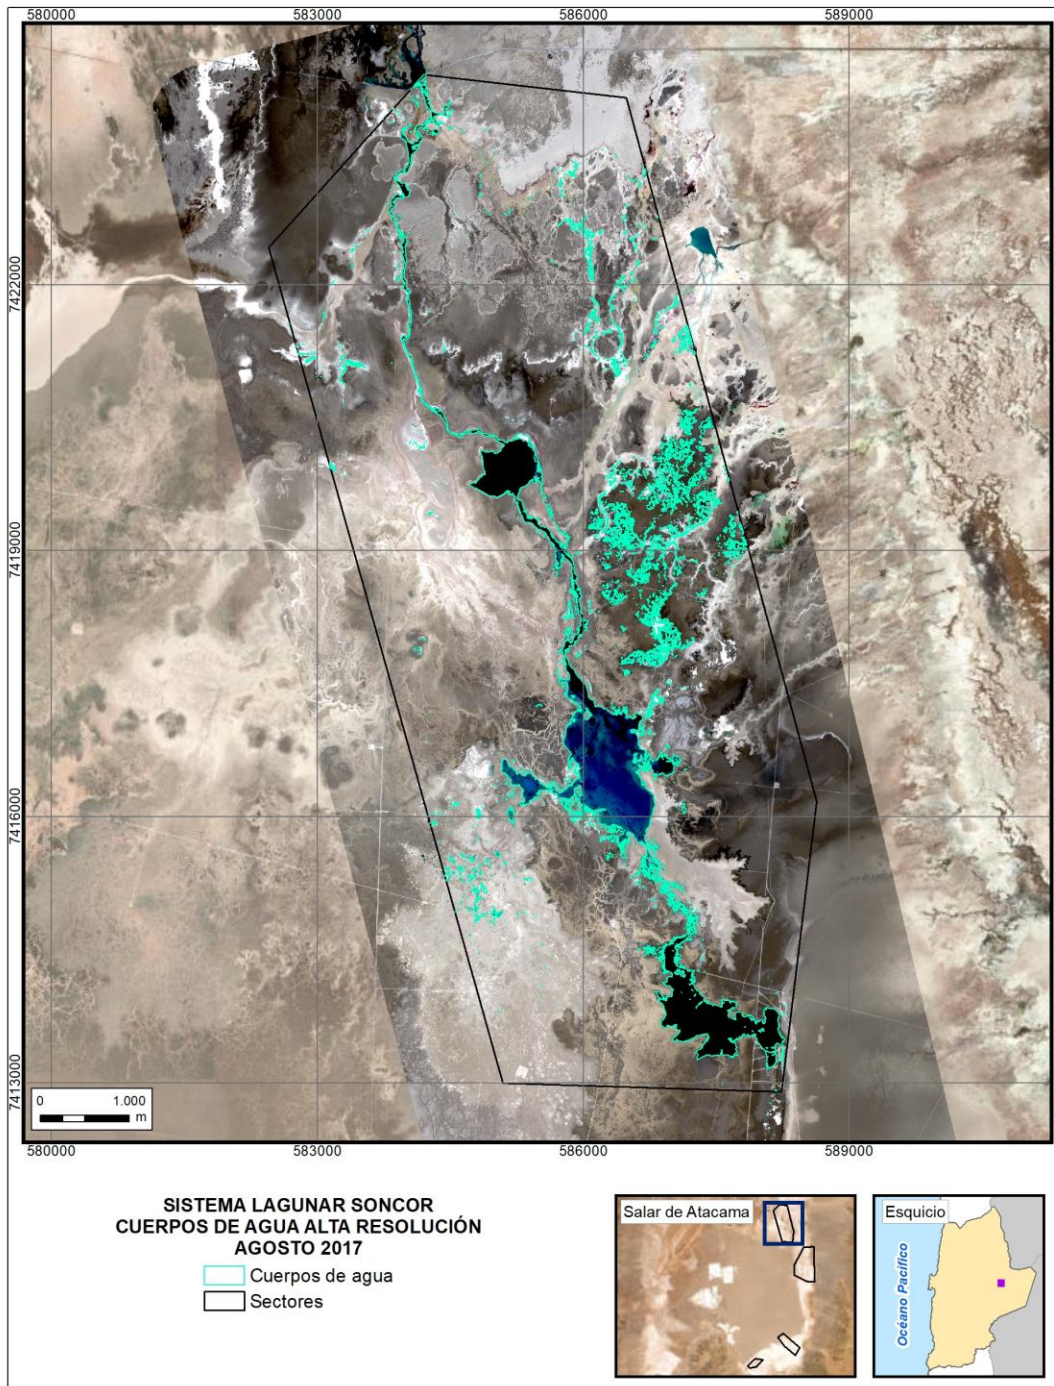 580000 583000 586000 589000
7422000
7419000
7416000
7413000
0 1.000
m
580000 583000 586000 589000
SISTEMA LAGUNAR SONCOR
CUERPOS DE AGUA ALTA RESOLUCIÓN
AGOSTO 2017
Cuerpos de agua
Sectores
Salar de Atacama
Esquicio
Océano Pacífico